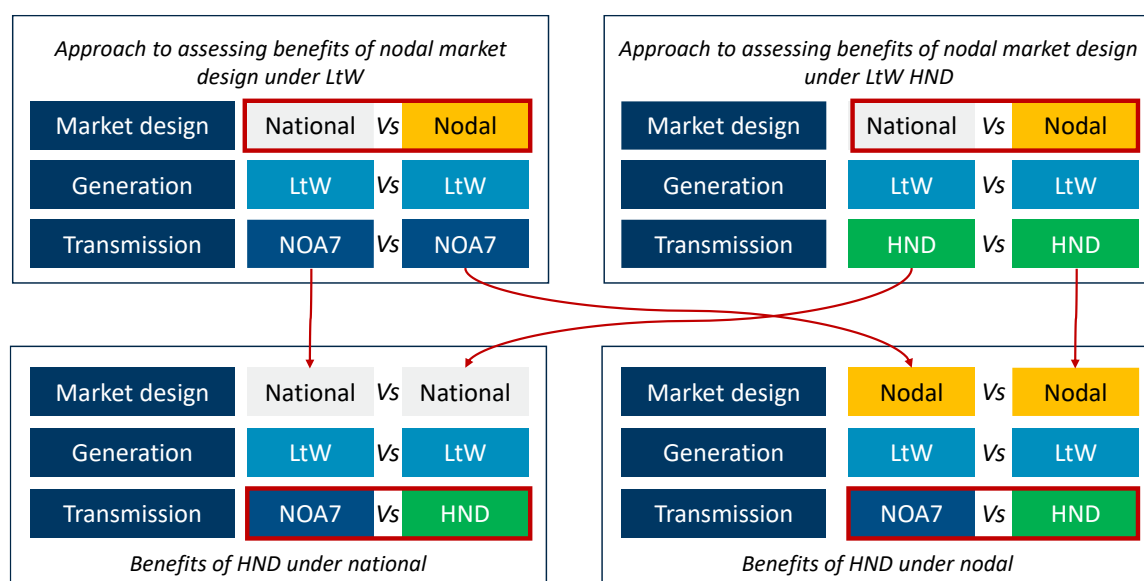 Approach to assessing benefits of nodal market
design under LtW
Market design National Vs Nodal
Generation LtW Vs LtW
Transmission NOA7 Vs NOA7
Approach to assessing benefits of nodal market design
under LtW HND
Market design National Vs Nodal
Generation LtW Vs LtW
Transmission HND Vs HND
Market design National Vs National
Generation LtW Vs LtW
Transmission NOA7 Vs HND
Benefits of HND under national
Market design Nodal Vs Nodal
Generation LtW Vs LtW
Transmission NOA7 Vs HND
Benefits of HND under nodal